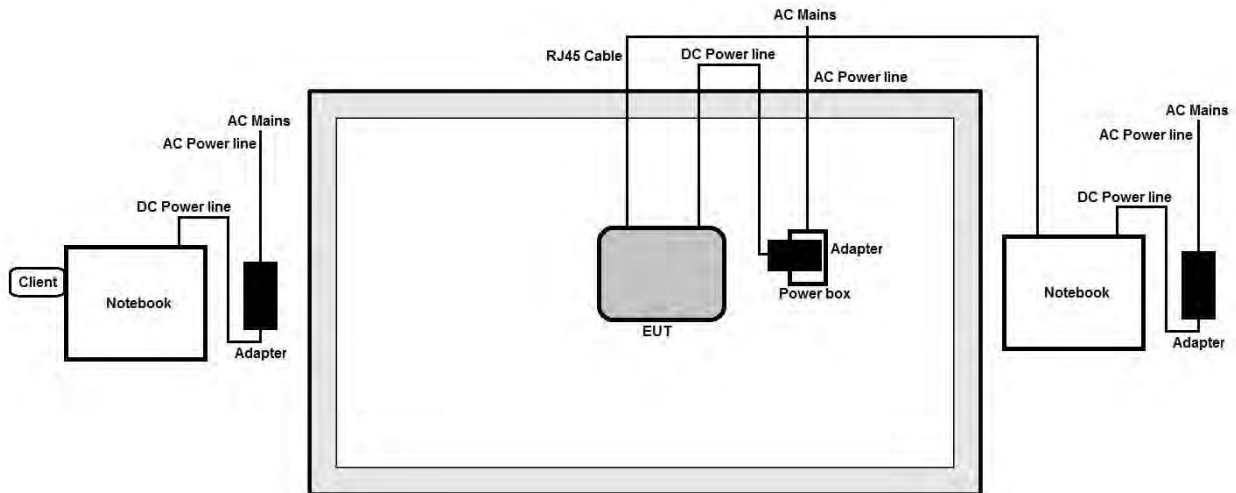 AC Mains
RJ45 Cable
DC Power line
AC Power line
AC Mains
AC Power line
DC Power line
Client
Notebook
Adapter
EUT
Adapter
Power box
AC Mains
AC Power line
DC Power line
Notebook
Adapter